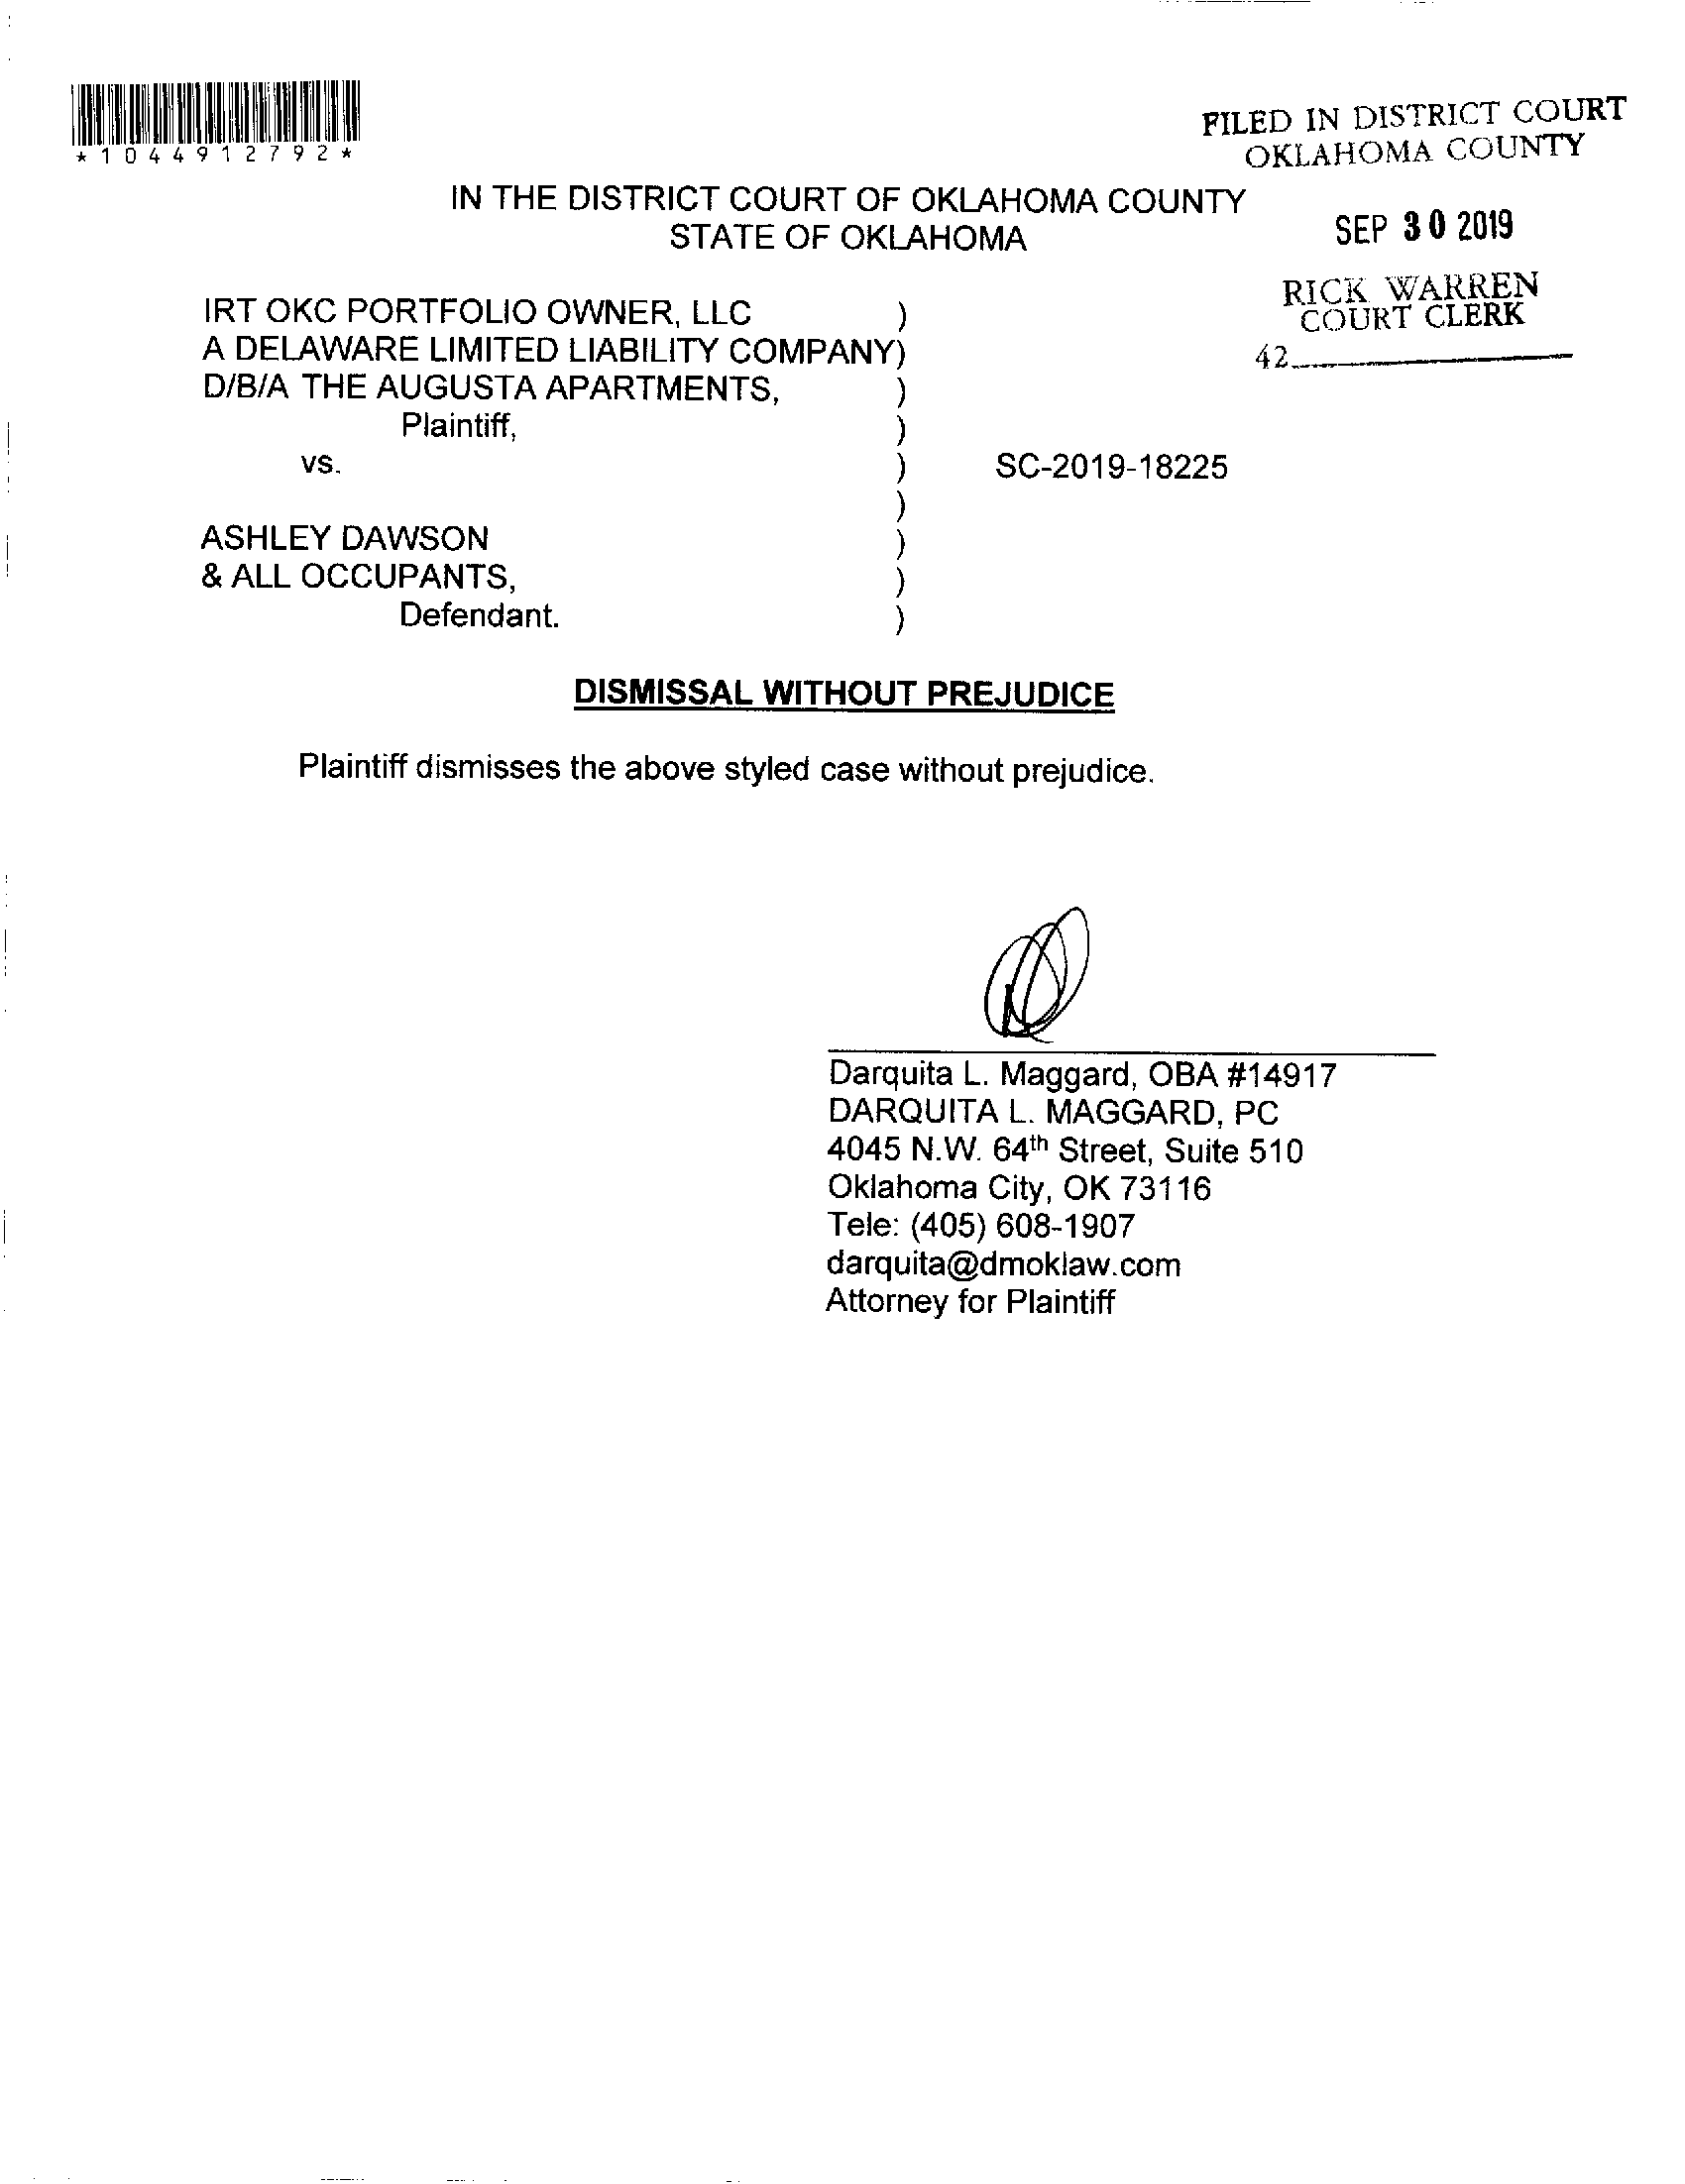 *1044912792*
FILED IN DISTRICT COURT
OKLAHOMA COUNTY
IN THE DISTRICT COURT OF OKLAHOMA COUNTY
STATE OF OKLAHOMA
SEP 30 2019
RICK WARREN
COURT CLERK
42
IRT OKC PORTFOLIO OWNER, LLC )
A DELAWARE LIMITED LIABILITY COMPANY)
D/B/A THE AUGUSTA APARTMENTS, )
Plaintiff, )
vs. ) SC-2019-18225
)
ASHLEY DAWSON )
& ALL OCCUPANTS, )
Defendant. )
DISMISSAL WITHOUT PREJUDICE
Plaintiff dismisses the above styled case without prejudice.
Darquita L. Maggard, OBA #14917
DARQUITA L. MAGGARD, PC
4045 N.W. 64th Street, Suite 510
Oklahoma City, OK 73116
Tele: (405) 608-1907
darquita@dmoklaw.com
Attorney for Plaintiff